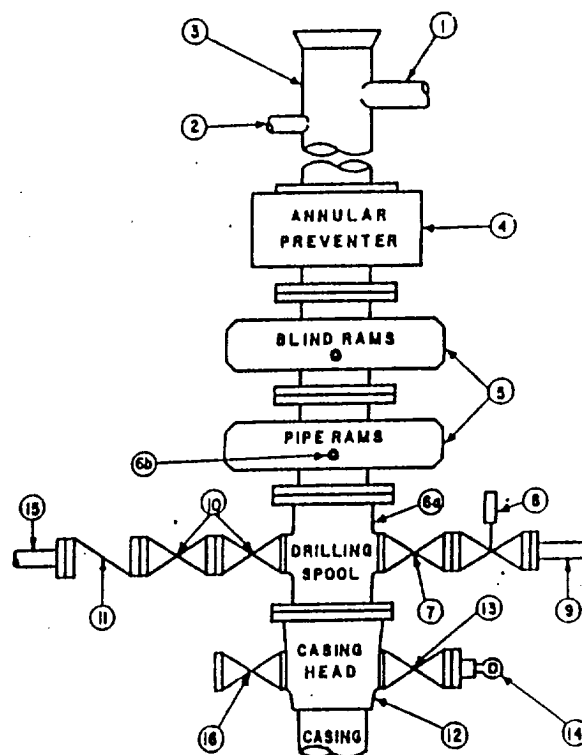 1
3
2
ANNULAR
PREVENTER
4
BLIND RAMS
5
PIPE RAMS
6b
15
10
6a
8
DRILLING
SPOOL
11
7
9
13
CASING
HEAD
16
12
14
CASING